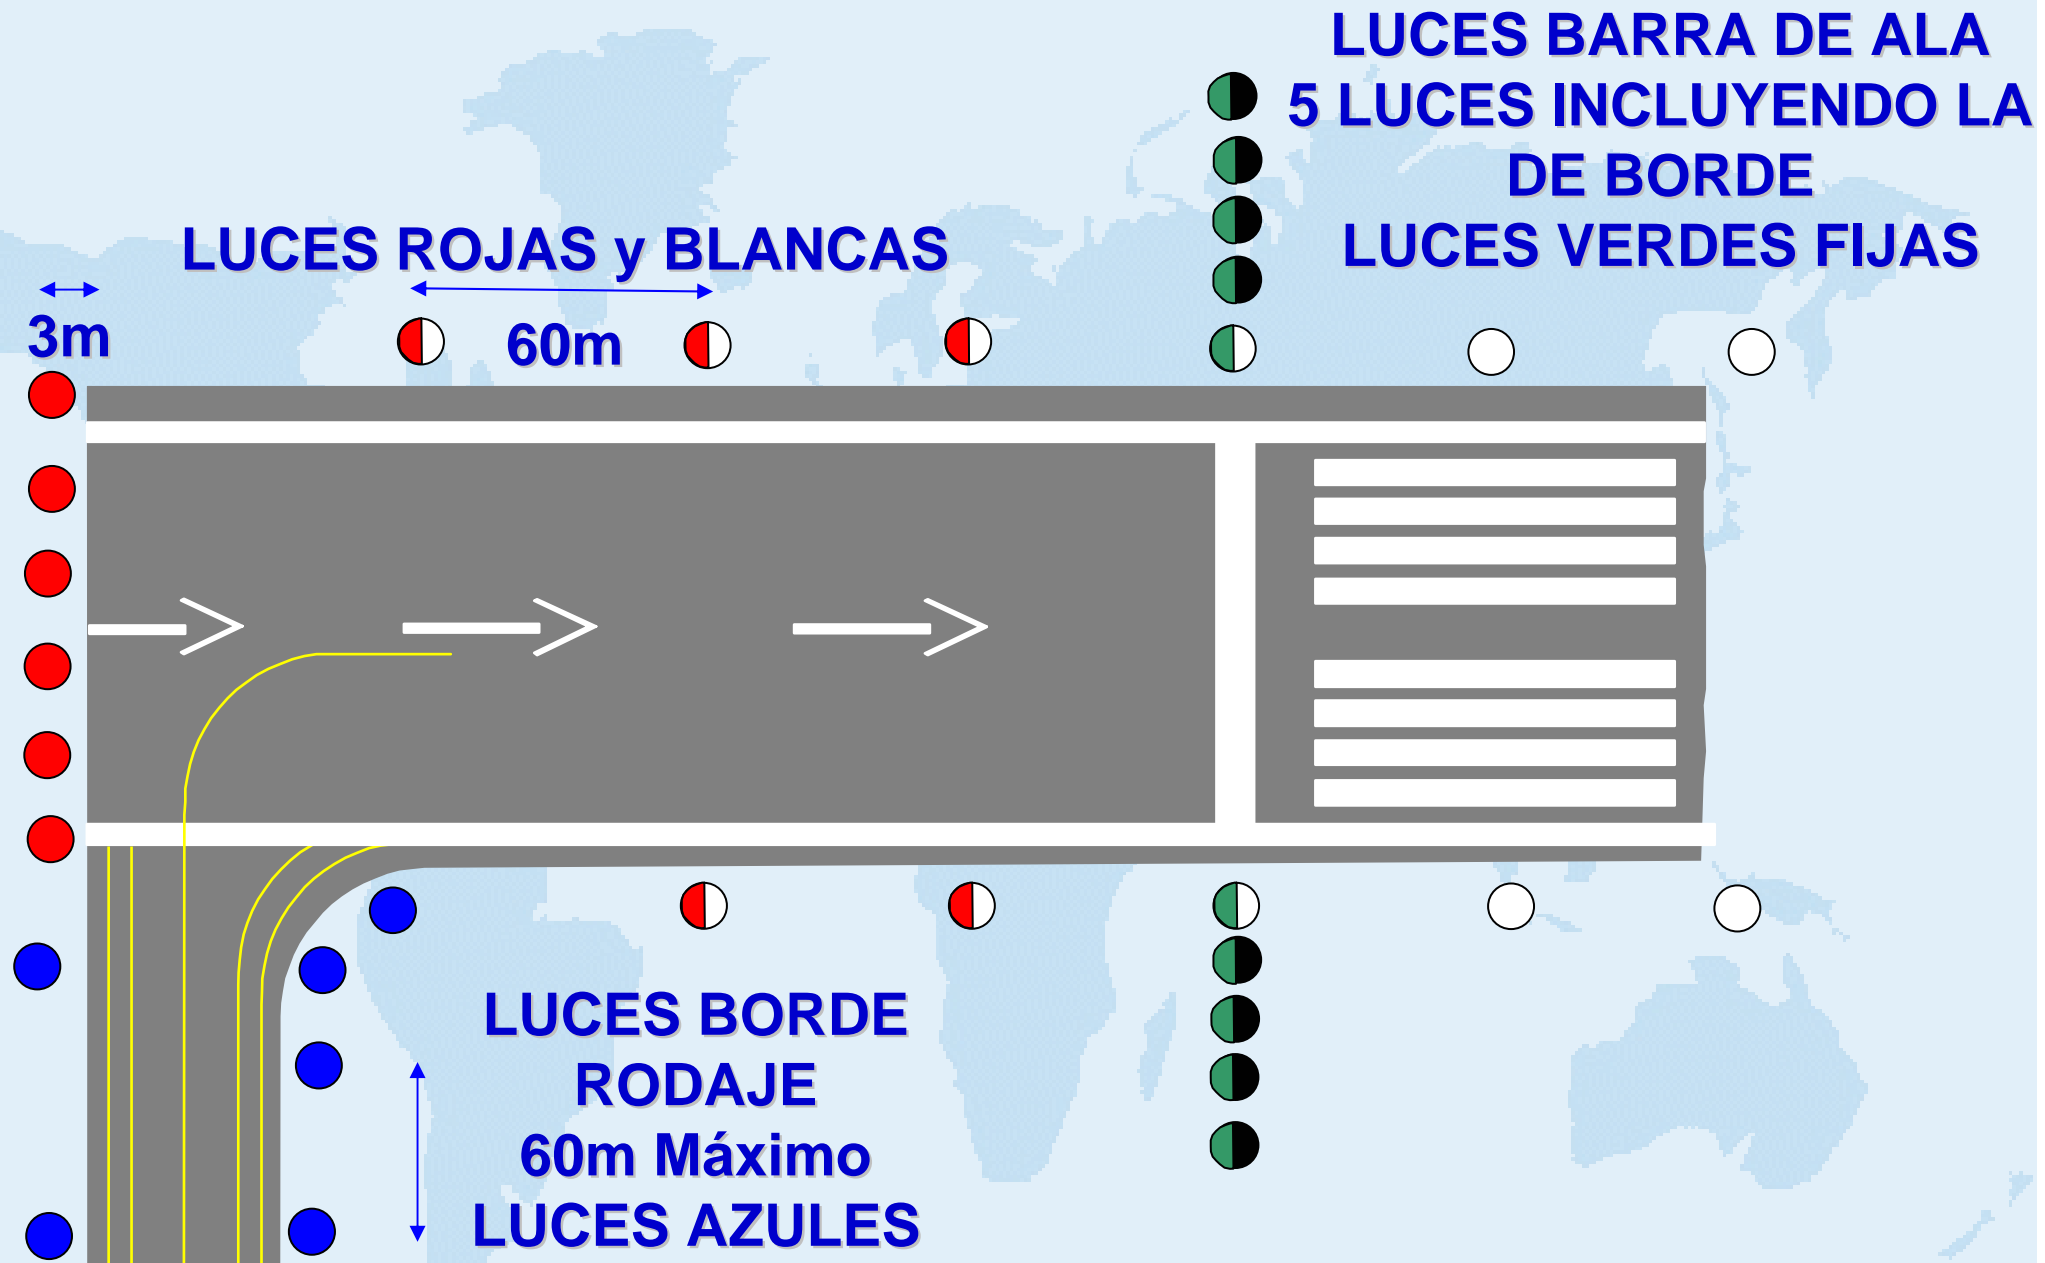 LUCES BARRA DE ALA
5 LUCES INCLUYENDO LA
DE BORDE
LUCES VERDES FIJAS
LUCES ROJAS y BLANCAS
3m
60m
LUCES BORDE
RODAJE
60m Máximo
LUCES AZULES